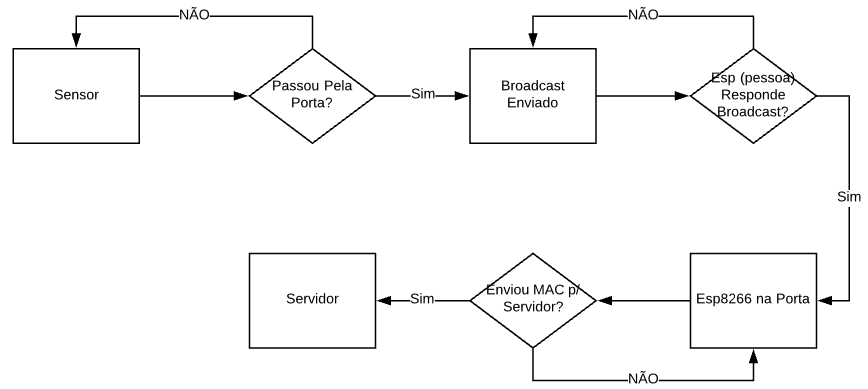 NÃO
NÃO
Sensor
Passou Pela
Porta?
Sim
Broadcast
Enviado
Esp (pessoa)
Responde
Broadcast?
Sim
Servidor
Sim
Enviou MAC p/
Servidor?
Esp8266 na Porta
NÃO